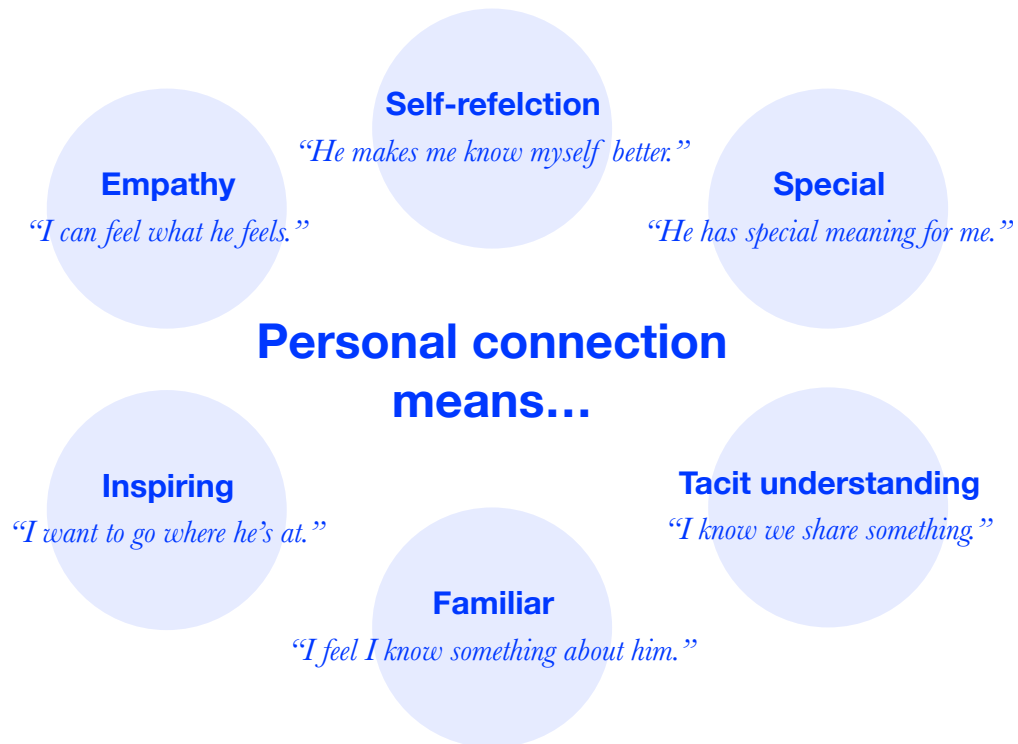 Self-refelction
“He makes me know myself better.”
Empathy
“I can feel what he feels.”
Special
“He has special meaning for me.”
Personal connection
means...
Inspiring
“I want to go where he’s at.”
Tacit understanding
“I know we share something.”
Familiar
“I feel I know something about him.”